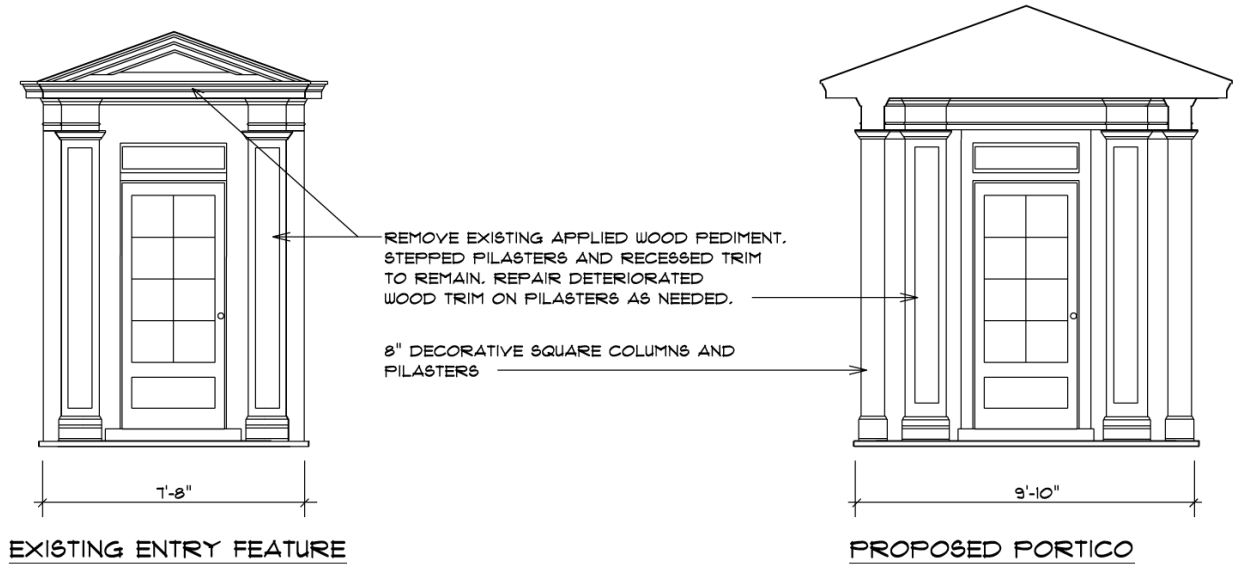 REMOVE EXISTING APPLIED WOOD PEDIMENT.
STEPPED PILASTERS AND RECESSED TRIM
TO REMAIN. REPAIR DETERIORATED
WOOD TRIM ON PILASTERS AS NEEDED.
8" DECORATIVE SQUARE COLUMNS AND
PILASTERS
7'-8"
9'-10"
EXISTING ENTRY FEATURE
PROPOSED PORTICO